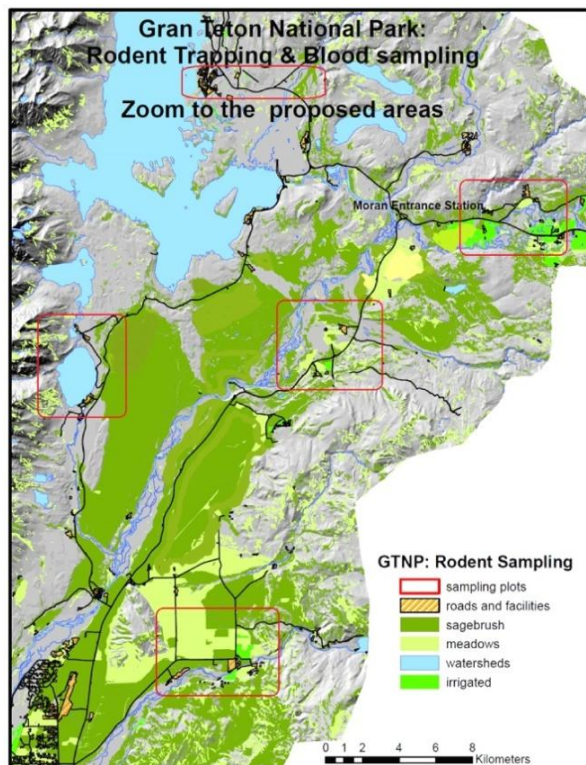 Gran Teton National Park:
Rodent Trapping & Blood sampling
Zoom to the proposed areas
Moran Entrance Station
GTNP: Rodent Sampling
sampling plots
roads and facilities
sagebrush
meadows
watersheds
irrigated
0 1 2 4 6 8
Kilometers